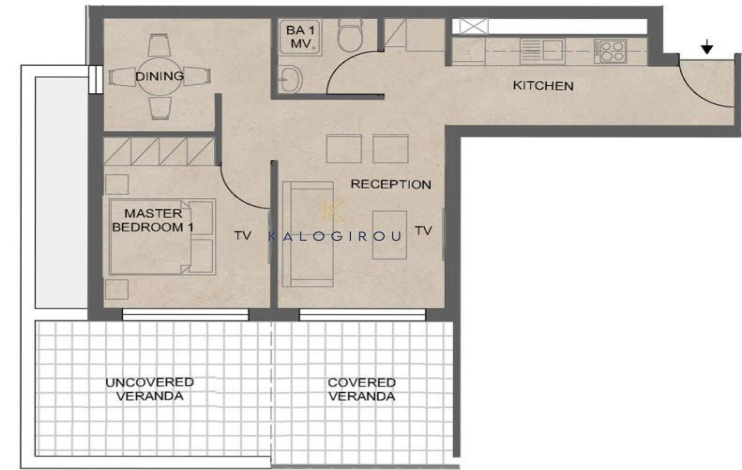 BA 1
MV.
DINING
KITCHEN
RECEPTION
MASTER
BEDROOM 1
TV
TV
K
KALOGIROU
UNCOVERED
VERANDA
COVERED
VERANDA